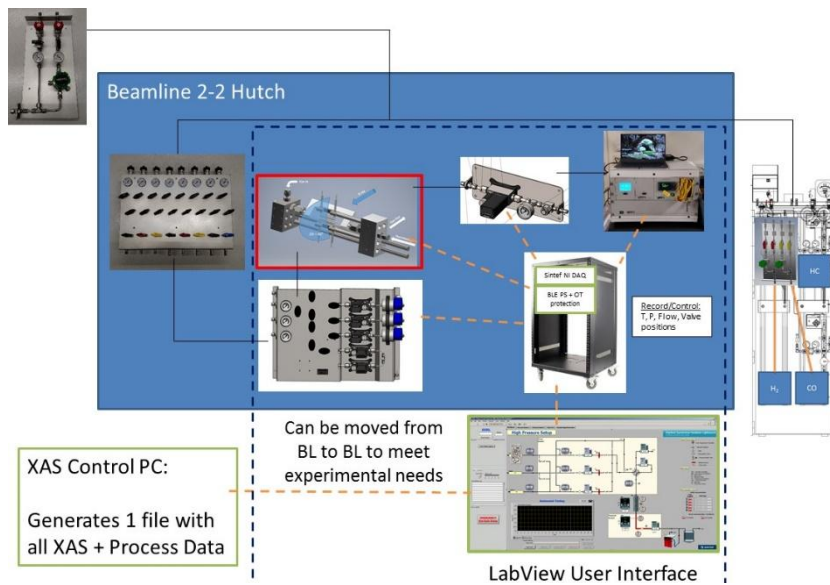 Beamline 2-2 Hutch
Sintef NI DAQ
BLE PS + OT
protection
Record/Control:
T, P, Flow, Valve
positions
HC
H₂
CO
Can be moved from
BL to BL to meet
experimental needs
XAS Control PC:
Generates 1 file with
all XAS + Process Data
High Pressure Setup
LabView User Interface